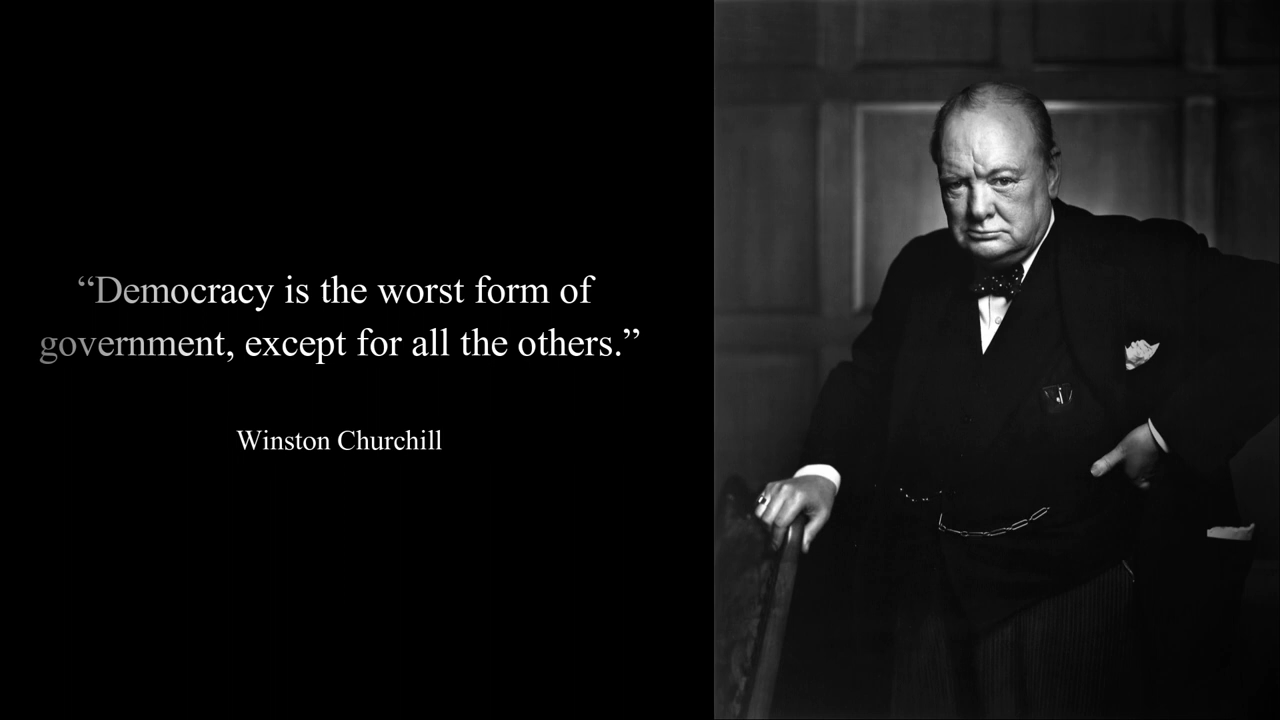 “Democracy is the worst form of
government, except for all the others.”
Winston Churchill